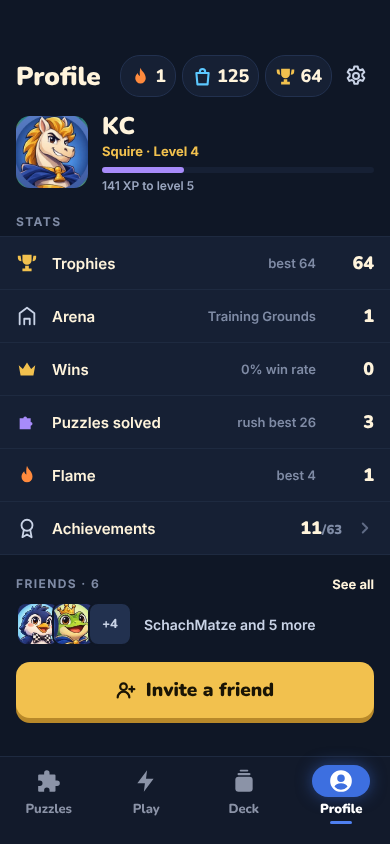 Profile 1 125 64
KC
Squire · Level 4
141 XP to level 5
STATS
Trophies best 64 64
Arena Training Grounds 1
Wins 0% win rate 0
Puzzles solved rush best 26 3
Flame best 4 1
Achievements 11/63
FRIENDS · 6 See all
+4 SchachMatze and 5 more
Invite a friend
Puzzles Play Deck Profile